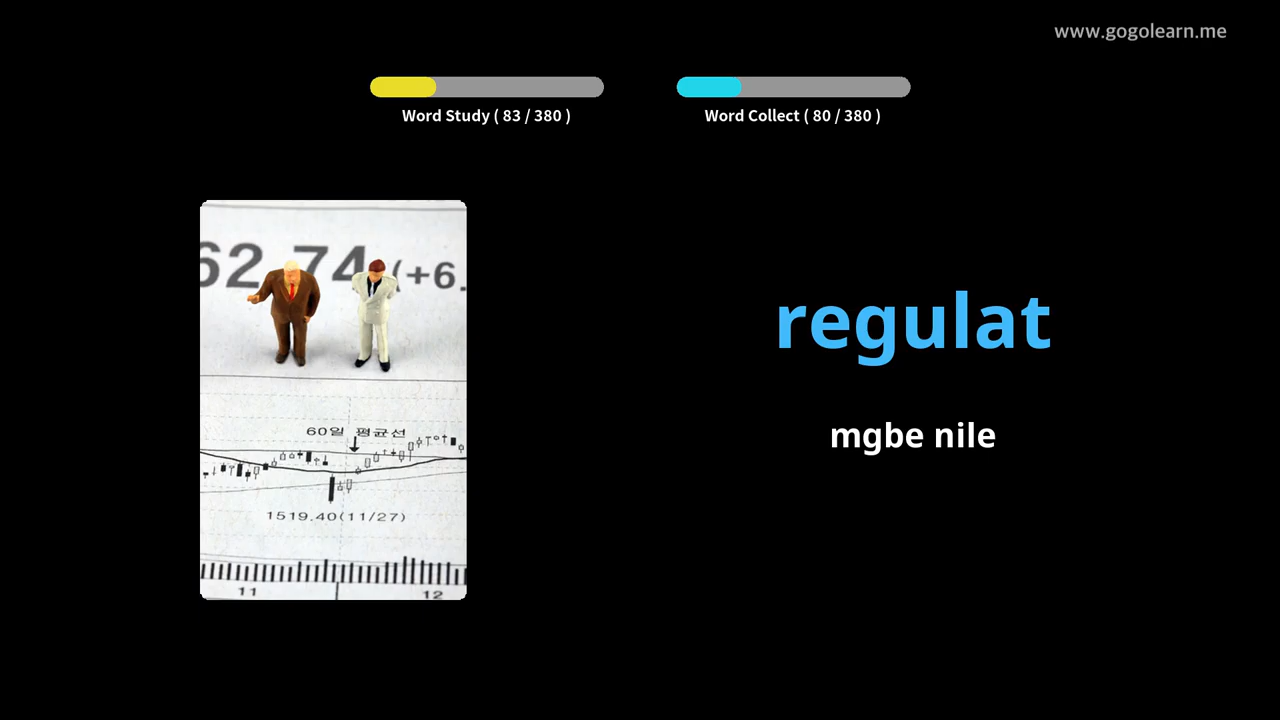 www.gogolearn.me
Word Study ( 83 / 380 )
Word Collect ( 80 / 380 )
62.74 (+6.
60일 평균선
1519.40(11/27)
11
12
regulat
mgbe nile